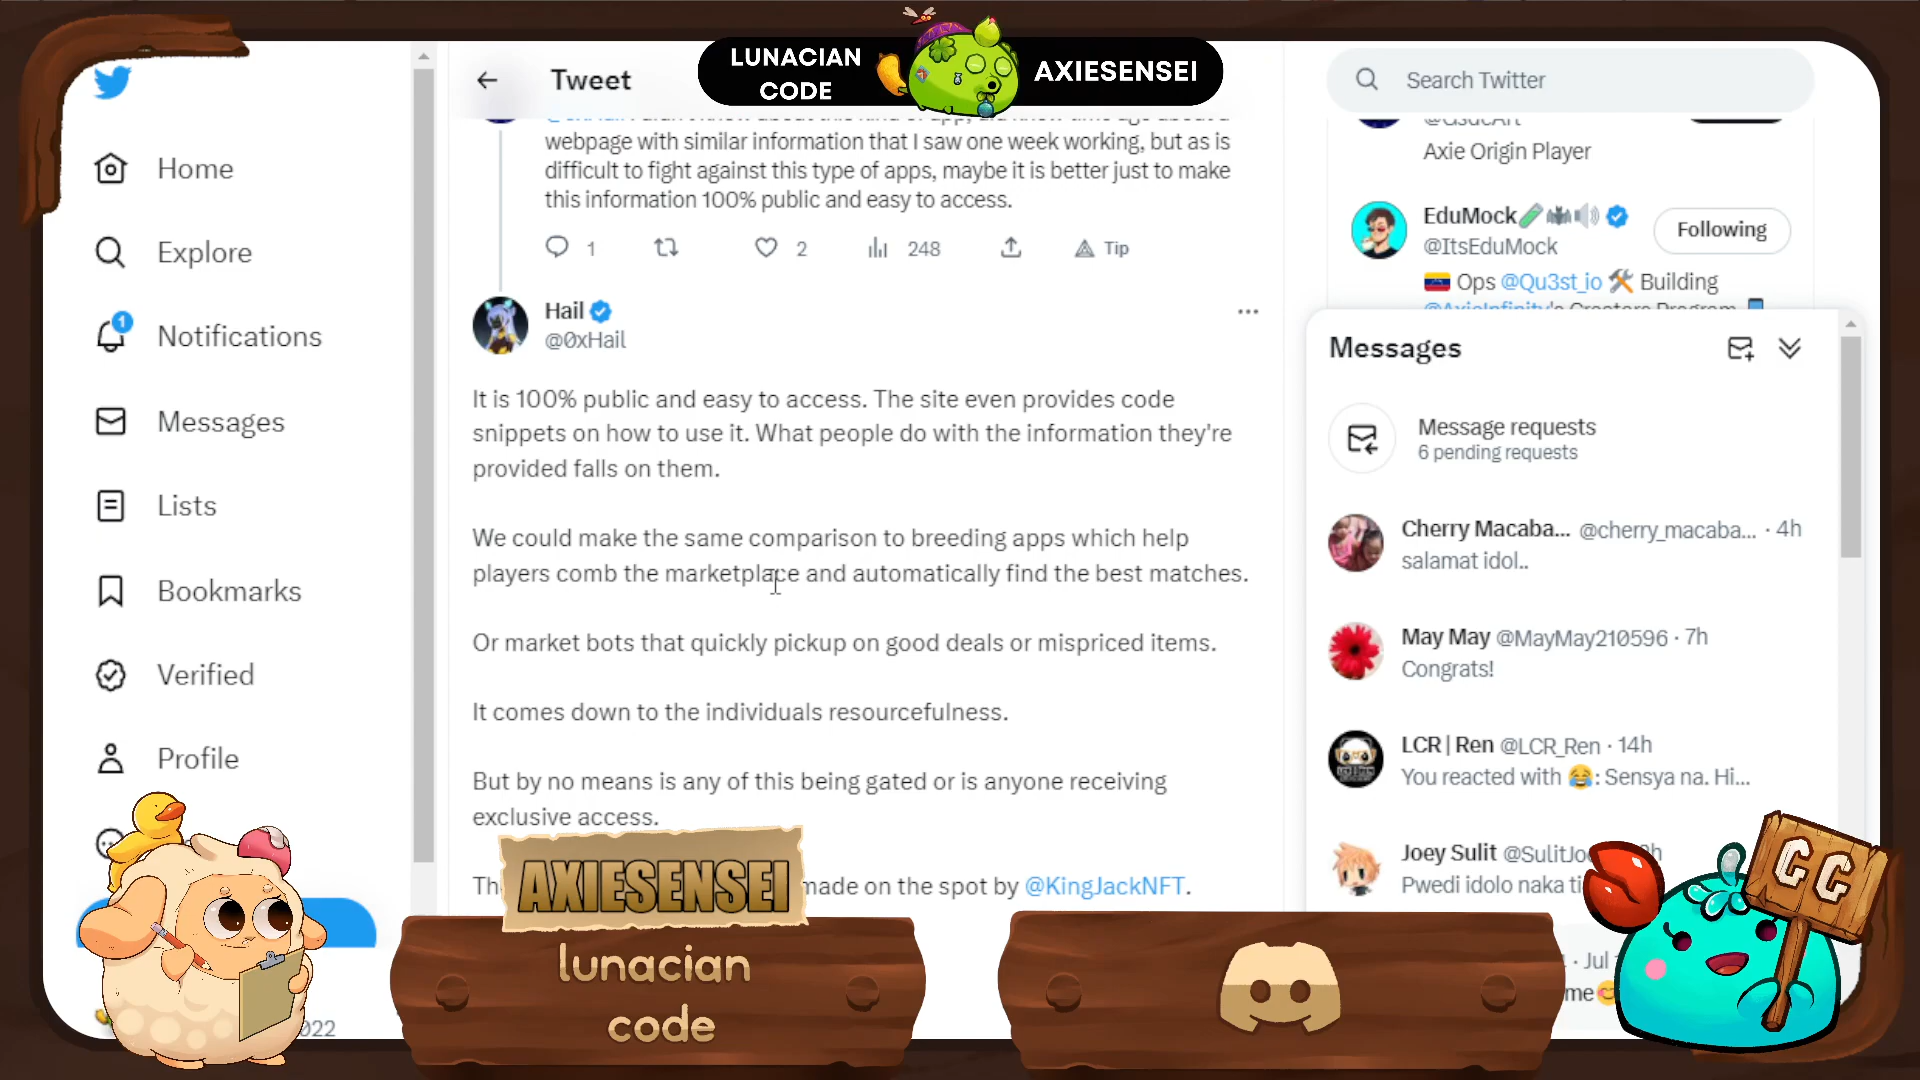 LUNACIAN
CODE
AXIESENSEI
Tweet
Search Twitter
Home
Explore
1
Notifications
Messages
Lists
Bookmarks
Verified
Profile
webpage with similar information that I saw one week working, but as is
difficult to fight against this type of apps, maybe it is better just to make
this information 100% public and easy to access.
1
2
248
Tip
Hail
@0xHail
It is 100% public and easy to access. The site even provides code
snippets on how to use it. What people do with the information they're
provided falls on them.
We could make the same comparison to breeding apps which help
players comb the marketplace and automatically find the best matches.
Or market bots that quickly pickup on good deals or mispriced items.
It comes down to the individuals resourcefulness.
But by no means is any of this being gated or is anyone receiving
exclusive access.
made on the spot by @KingJackNFT.
Axie Origin Player
EduMock
@ItsEduMock
Following
Ops @Qu3st_io Building
Messages
Message requests
6 pending requests
Cherry Macaba... @cherry_macaba... · 4h
salamat idol..
May May @MayMay210596 · 7h
Congrats!
LCR | Ren @LCR_Ren · 14h
You reacted with 😂: Sensya na. Hi...
Joey Sulit
Pwedi idolo naka
· Jul
me
CC
AXIESENSEI
lunacian
code